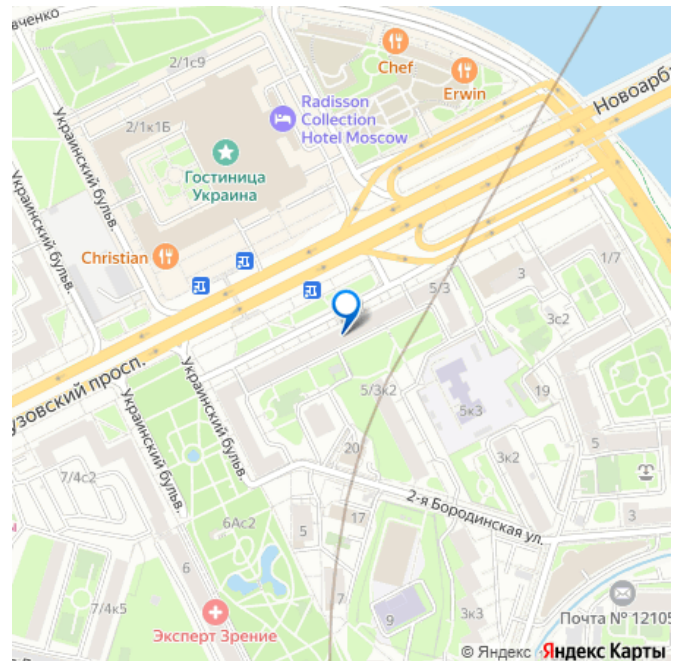 вченко
2/1с9
Chef
Erwin
Новоарба
Украинский бульв.
2/1к1Б
Radisson
Collection
Hotel Moscow
Гостиница
Украина
Украинский бульв.
Christian
5/3
3
1/7
3с2
узовский просп.
Украинский бульв.
Украинский бульв.
5/3к2
5к3
19
20
3к2
5
7/4с2
2-я Бородинская ул.
6Ас2
5
17
3
6
7
9
3к3
7/4к5
Эксперт Зрение
Почта № 12105
© Яндекс Яндекс Карты